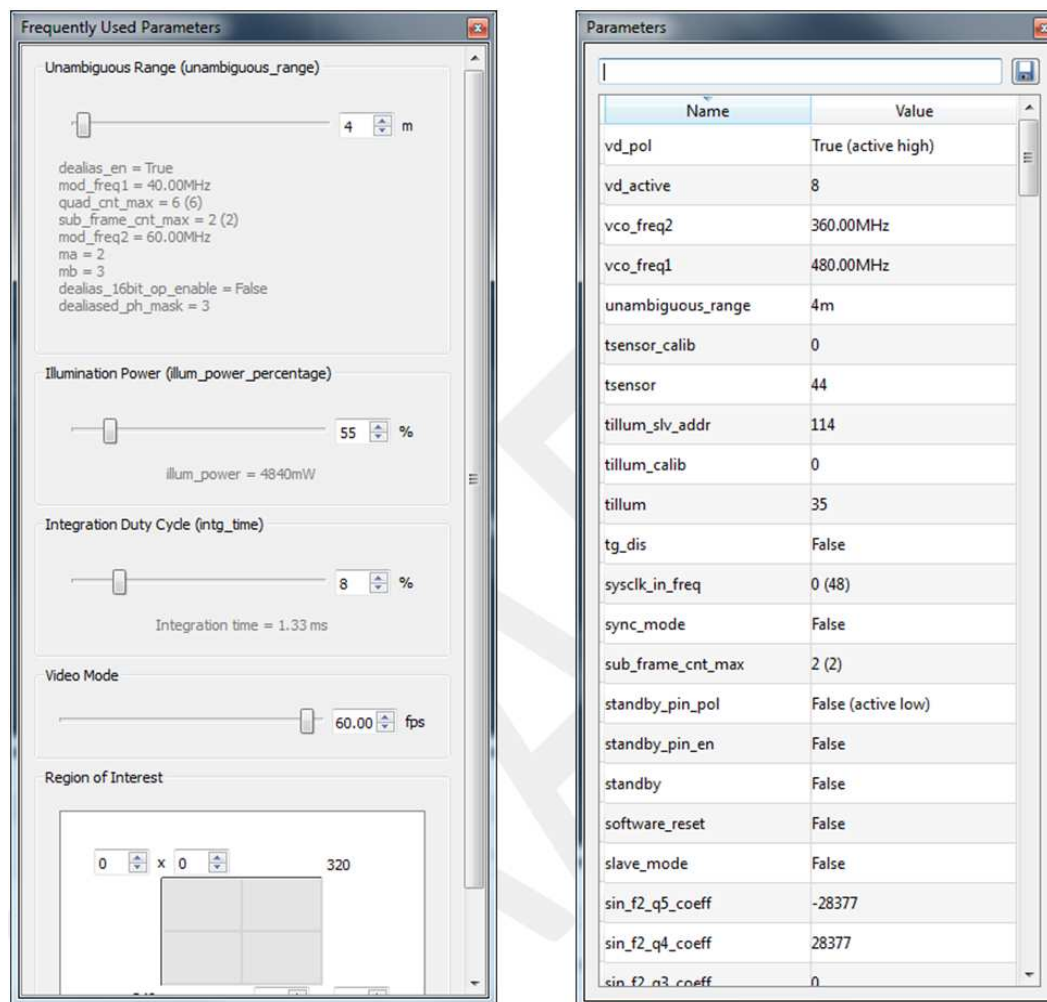 Frequently Used Parameters
Unambiguous Range (unambiguous_range)
4 m
dealias_en = True
mod_freq1 = 40.00MHz
quad_cnt_max = 6 (6)
sub_frame_cnt_max = 2 (2)
mod_freq2 = 60.00MHz
ma = 2
mb = 3
dealias_16bit_op_enable = False
dealiased_ph_mask = 3
Illumination Power (illum_power_percentage)
55 %
illum_power = 4840mW
Integration Duty Cycle (intg_time)
8 %
Integration time = 1.33 ms
Video Mode
60.00 fps
Region of Interest
0 x 0
320
Parameters
Name Value
vd_pol True (active high)
vd_active 8
vco_freq2 360.00MHz
vco_freq1 480.00MHz
unambiguous_range 4m
tsensor_calib 0
tsensor 44
tillum_slv_addr 114
tillum_calib 0
tillum 35
tg_dis False
sysclk_in_freq 0 (48)
sync_mode False
sub_frame_cnt_max 2 (2)
standby_pin_pol False (active low)
standby_pin_en False
standby False
software_reset False
slave_mode False
sin_f2_q5_coeff -28377
sin_f2_q4_coeff 28377
sin_f2_q3_coeff 0